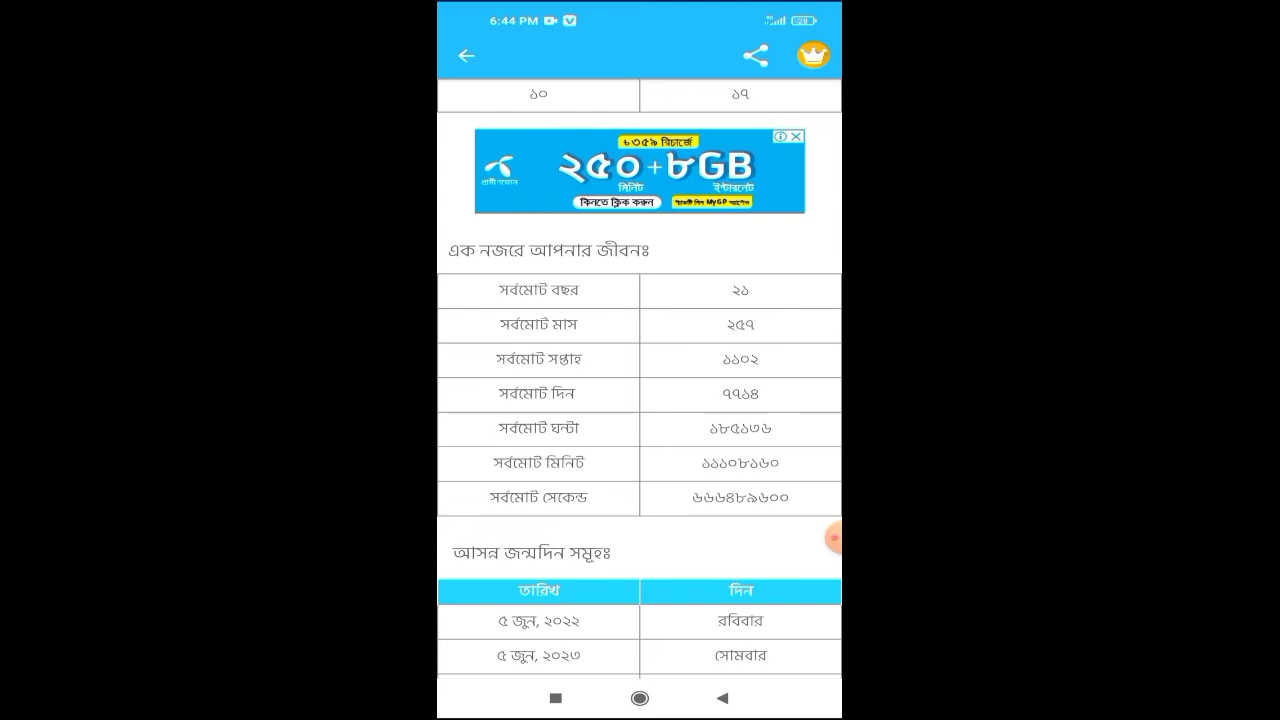 6:44 PM
28
১০ ১৭
৳৩৫৯ রিচার্জে
২৫০+৮GB
মিনিট ইন্টারনেট
গ্রামীণফোন
কিনতে ক্লিক করুন
এক নজরে আপনার জীবনঃ
সর্বমোট বছর ২১
সর্বমোট মাস ২৫৭
সর্বমোট সপ্তাহ ১১০২
সর্বমোট দিন ৭৭১৪
সর্বমোট ঘন্টা ১৮৫১৩৬
সর্বমোট মিনিট ১১১০৮১৬০
সর্বমোট সেকেন্ড ৬৬৬৪৮৯৬০০
আসন্ন জন্মদিন সমূহঃ
তারিখ দিন
৫ জুন, ২০২২ রবিবার
৫ জুন, ২০২৩ সোমবার